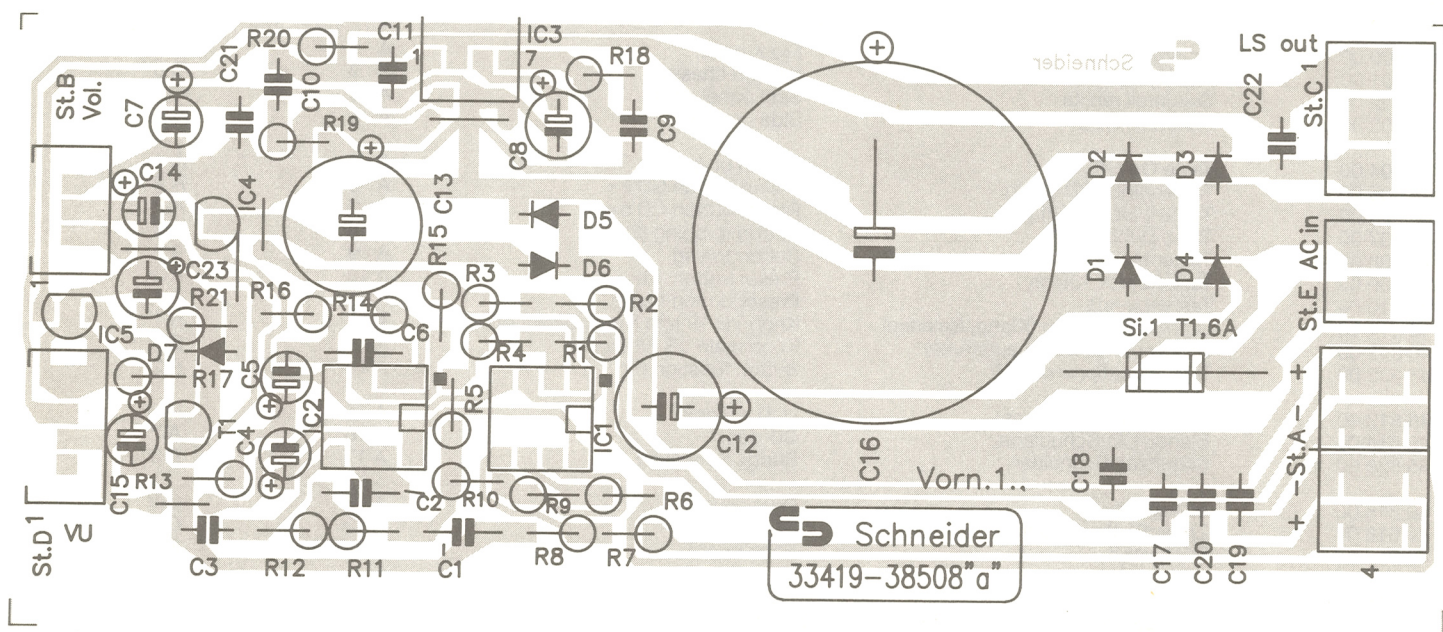 LS out
Schneider
C11
IC3
R20
7
1
R18
C21
C10
C22
St.C 1
St.B
Vol.
C7
R19
C8
C9
D2
D3
C14
IC4
C13
D5
1
R15
D6
D1
D4
St.E AC in
C23
R3
R16
R14
R2
R21
C6
IC5
R4
R1
Si.1 T1,6A
D7
R17
C5
R5
+ -St.A- +
T1
C4
IC2
IC1
C12
C16
R13
C15
C2
R10
R9
R6
C18
Vorn.1..
St.D 1
VU
C3
R12
R11
C1
R8
R7
Schneider
33419-38508"a"
C17
C20
C19
4